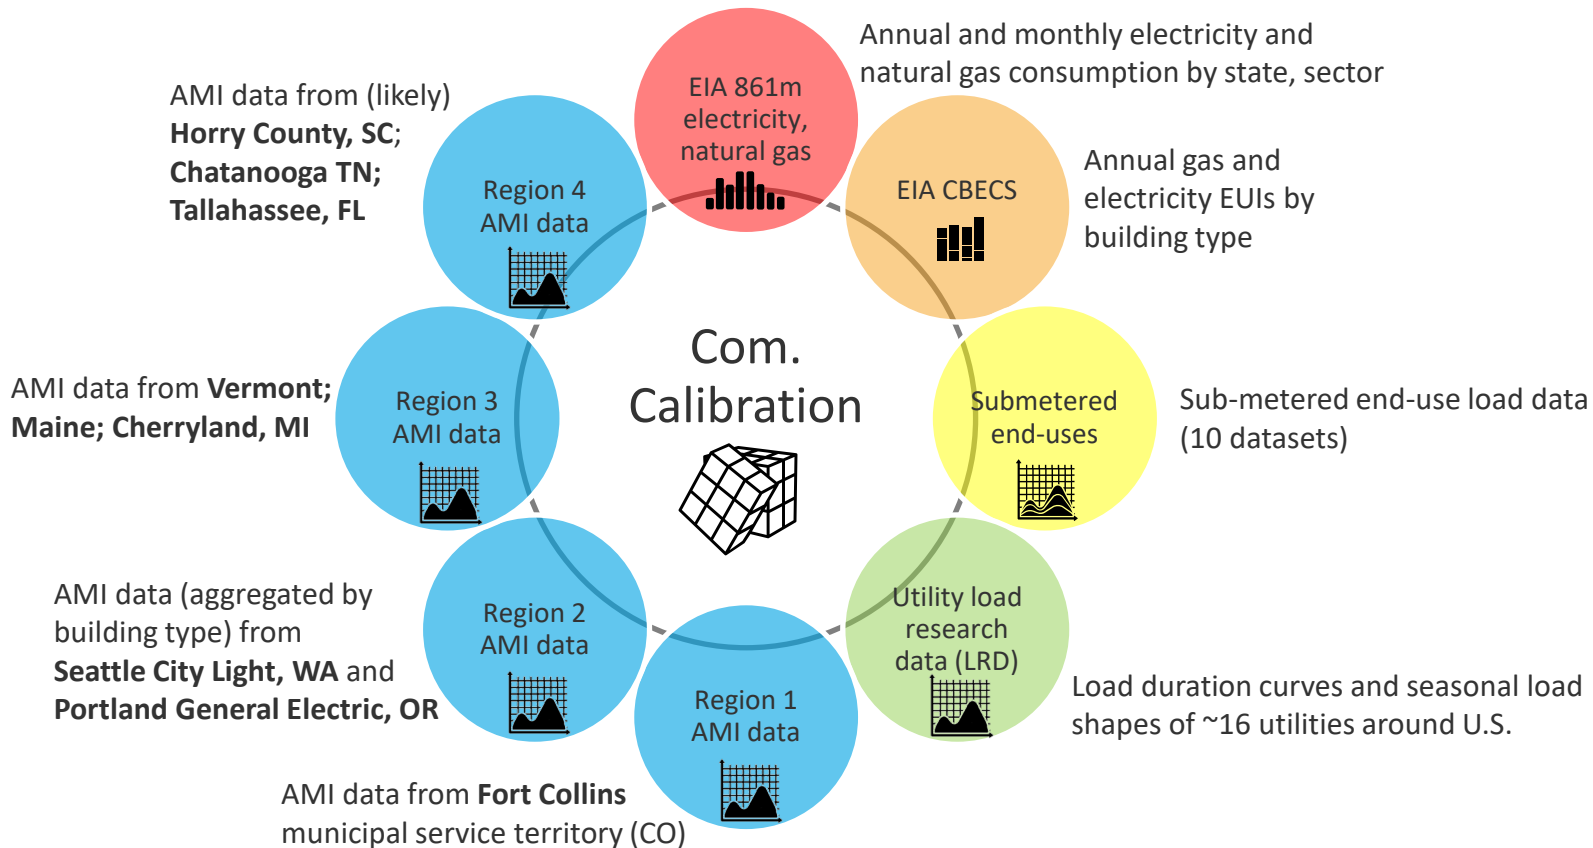 EIA 861m
electricity,
natural gas
Annual and monthly electricity and
natural gas consumption by state, sector
EIA CBECS
Annual gas and
electricity EUIs by
building type
Submetered
end-uses
Sub-metered end-use load data
(10 datasets)
Utility load
research
data (LRD)
Load duration curves and seasonal load
shapes of ~16 utilities around U.S.
Region 1
AMI data
AMI data from Fort Collins
municipal service territory (CO)
Region 2
AMI data
AMI data (aggregated by
building type) from
Seattle City Light, WA and
Portland General Electric, OR
Region 3
AMI data
AMI data from Vermont;
Maine; Cherryland, MI
Region 4
AMI data
AMI data from (likely)
Horry County, SC;
Chatanooga TN;
Tallahassee, FL
Com.
Calibration